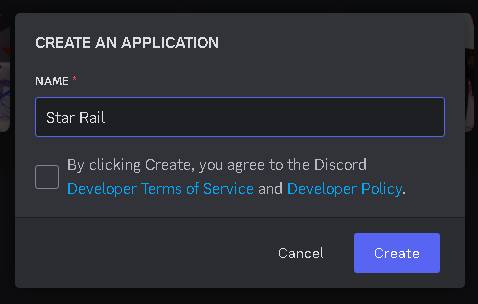 CREATE AN APPLICATION
NAME *
Star Rail
By clicking Create, you agree to the Discord
Developer Terms of Service and Developer Policy.
Cancel Create